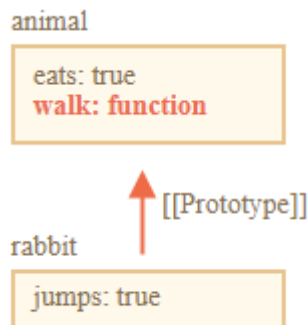 animal
eats: true
walk: function
[[Prototype]]
rabbit
jumps: true